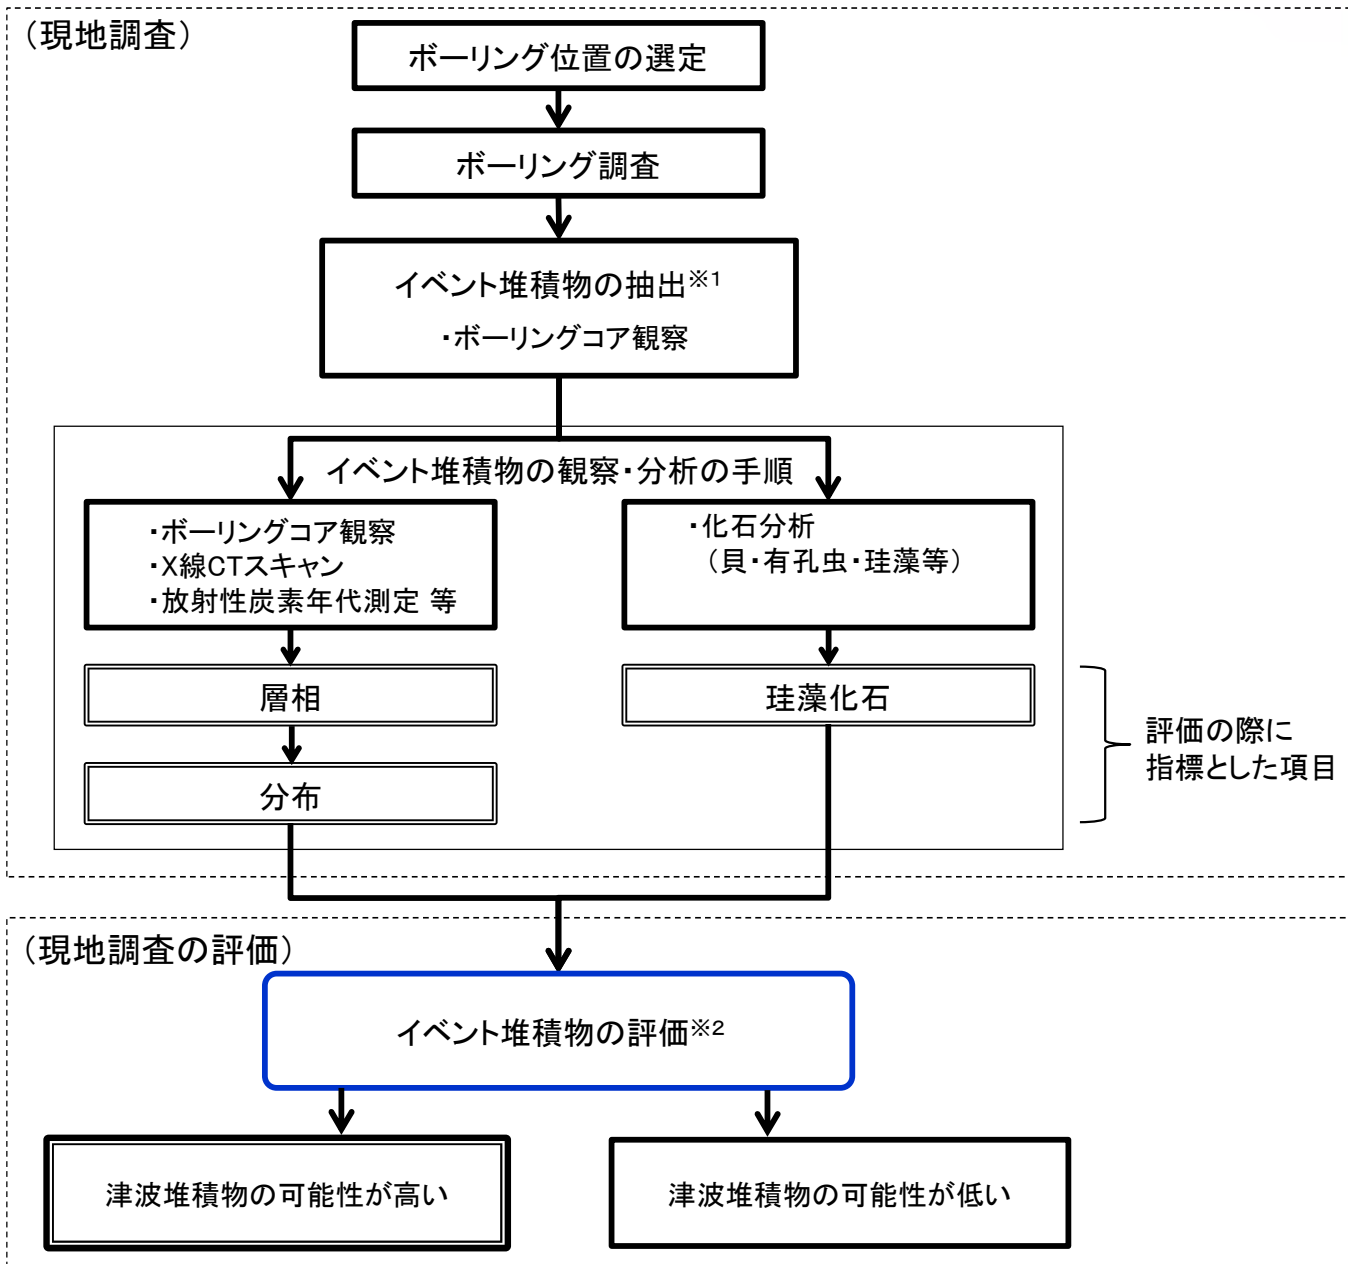 （現地調査）
ボーリング位置の選定
ボーリング調査
イベント堆積物の抽出※1
・ボーリングコア観察
イベント堆積物の観察・分析の手順
・ボーリングコア観察
・X線CTスキャン
・放射性炭素年代測定 等
・化石分析
（貝・有孔虫・珪藻等）
層相
珪藻化石
分布
評価の際に
指標とした項目
（現地調査の評価）
イベント堆積物の評価※2
津波堆積物の可能性が高い
津波堆積物の可能性が低い